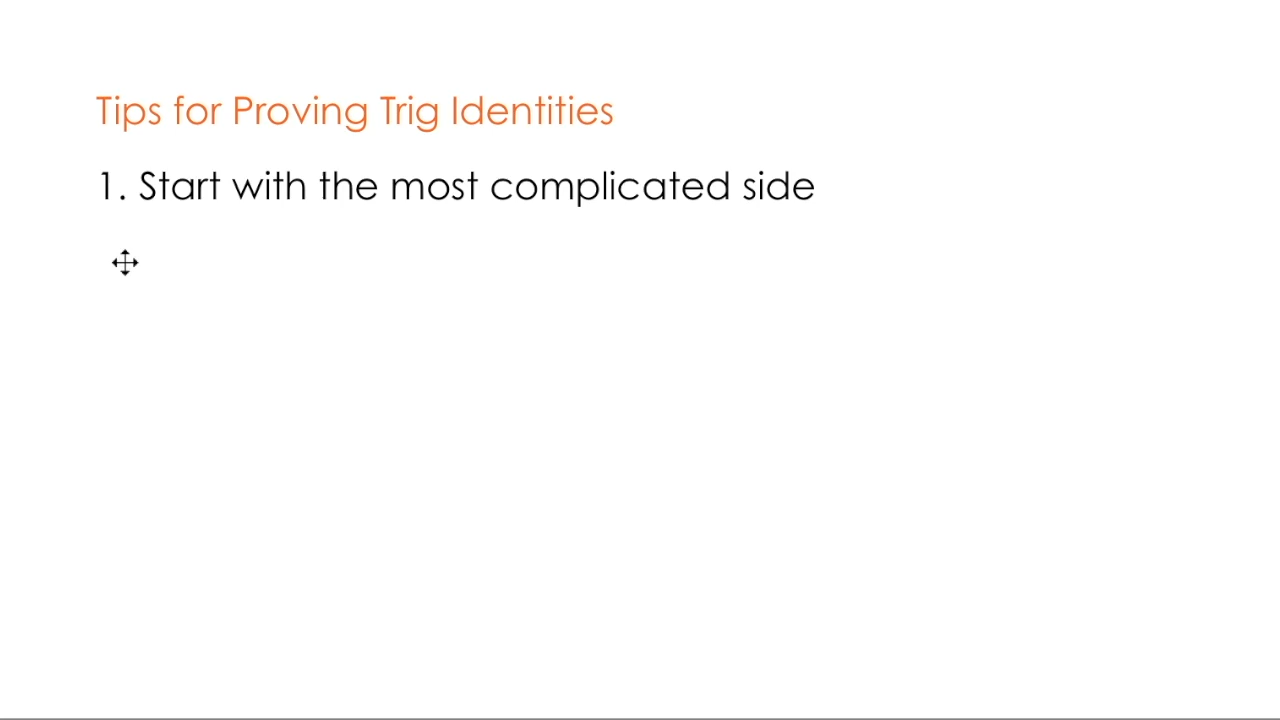 Tips for Proving Trig Identities
1. Start with the most complicated side